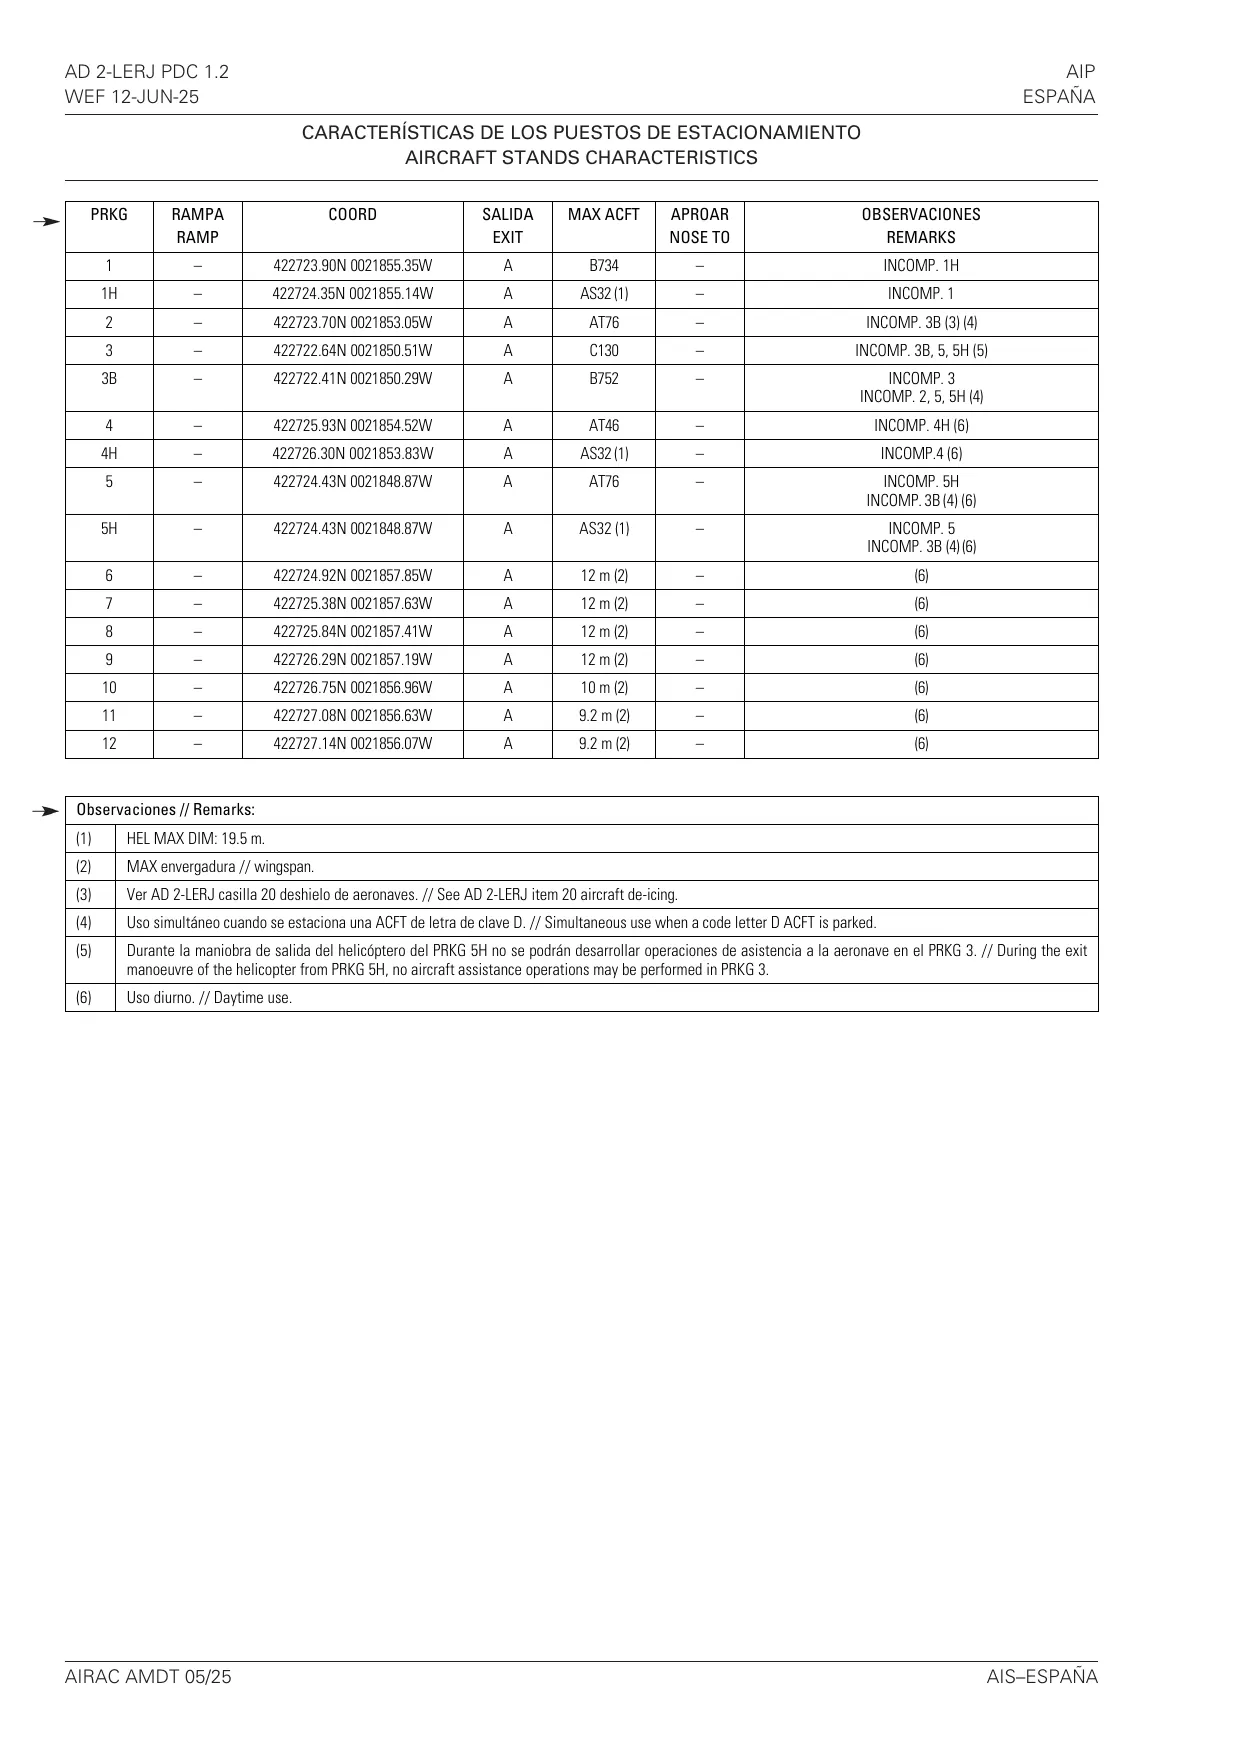 AD 2-LERJ PDC 1.2 AIP
WEF 12-JUN-25 ESPAÑA
CARACTERÍSTICAS DE LOS PUESTOS DE ESTACIONAMIENTO
AIRCRAFT STANDS CHARACTERISTICS
PRKG RAMPA COORD SALIDA MAX ACFT APROAR OBSERVACIONES
RAMP EXIT NOSE TO REMARKS
1 – 422723.90N 0021855.35W A B734 – INCOMP. 1H
1H – 422724.35N 0021855.14W A AS32 (1) – INCOMP. 1
2 – 422723.70N 0021853.05W A AT76 – INCOMP. 3B (3) (4)
3 – 422722.64N 0021850.51W A C130 – INCOMP. 3B, 5, 5H (5)
3B – 422722.41N 0021850.29W A B752 – INCOMP. 3
INCOMP. 2, 5, 5H (4)
4 – 422725.93N 0021854.52W A AT46 – INCOMP. 4H (6)
4H – 422726.30N 0021853.83W A AS32 (1) – INCOMP.4 (6)
5 – 422724.43N 0021848.87W A AT76 – INCOMP. 5H
INCOMP. 3B (4) (6)
5H – 422724.43N 0021848.87W A AS32 (1) – INCOMP. 5
INCOMP. 3B (4) (6)
6 – 422724.92N 0021857.85W A 12 m (2) – (6)
7 – 422725.38N 0021857.63W A 12 m (2) – (6)
8 – 422725.84N 0021857.41W A 12 m (2) – (6)
9 – 422726.29N 0021857.19W A 12 m (2) – (6)
10 – 422726.75N 0021856.96W A 10 m (2) – (6)
11 – 422727.08N 0021856.63W A 9.2 m (2) – (6)
12 – 422727.14N 0021856.07W A 9.2 m (2) – (6)
Observaciones // Remarks:
(1) HEL MAX DIM: 19.5 m.
(2) MAX envergadura // wingspan.
(3) Ver AD 2-LERJ casilla 20 deshielo de aeronaves. // See AD 2-LERJ item 20 aircraft de-icing.
(4) Uso simultáneo cuando se estaciona una ACFT de letra de clave D. // Simultaneous use when a code letter D ACFT is parked.
(5) Durante la maniobra de salida del helicóptero del PRKG 5H no se podrán desarrollar operaciones de asistencia a la aeronave en el PRKG 3. // During the exit
manoeuvre of the helicopter from PRKG 5H, no aircraft assistance operations may be performed in PRKG 3.
(6) Uso diurno. // Daytime use.
AIRAC AMDT 05/25 AIS–ESPAÑA